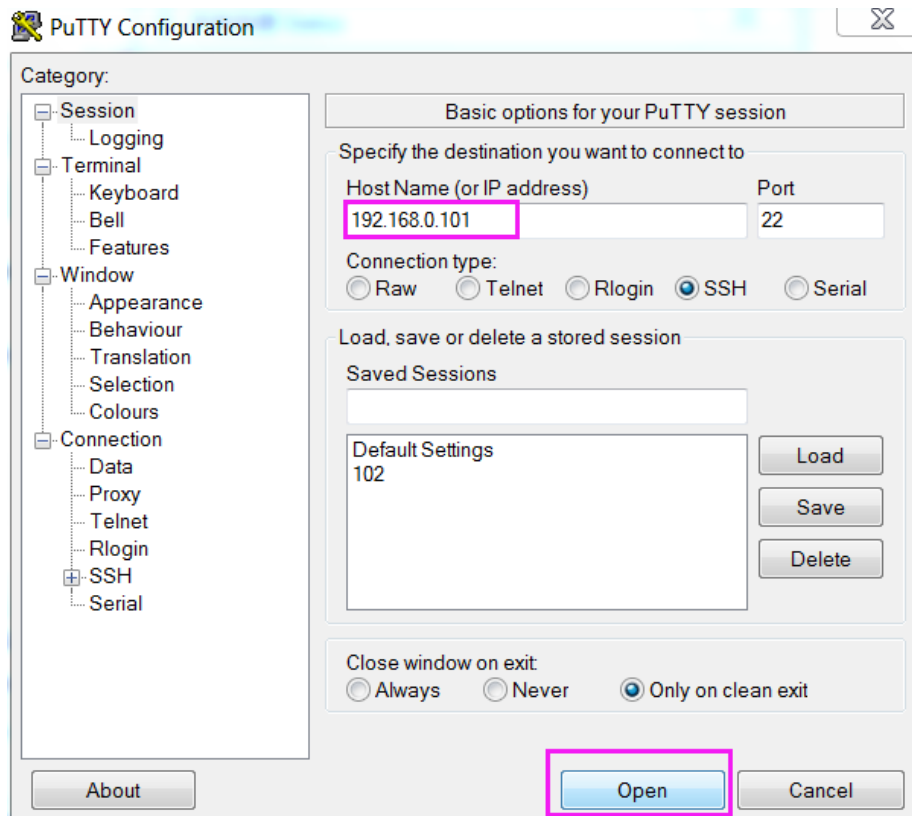 PuTTY Configuration
Category:
Session
Logging
Terminal
Keyboard
Bell
Features
Window
Appearance
Behaviour
Translation
Selection
Colours
Connection
Data
Proxy
Telnet
Rlogin
SSH
Serial
Basic options for your PuTTY session
Specify the destination you want to connect to
Host Name (or IP address) Port
192.168.0.101 22
Connection type:
Raw Telnet Rlogin SSH Serial
Load, save or delete a stored session
Saved Sessions
Default Settings
102
Load
Save
Delete
Close window on exit:
Always Never Only on clean exit
About Open Cancel